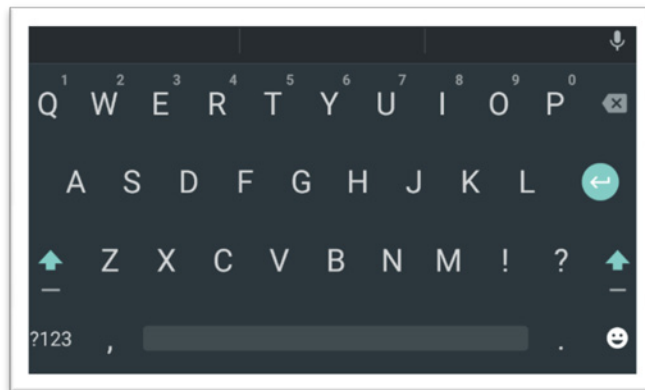 1 2 3 4 5 6 7 8 9 0
Q W E R T Y U I O P
A S D F G H J K L
Z X C V B N M ! ?
?123 , .